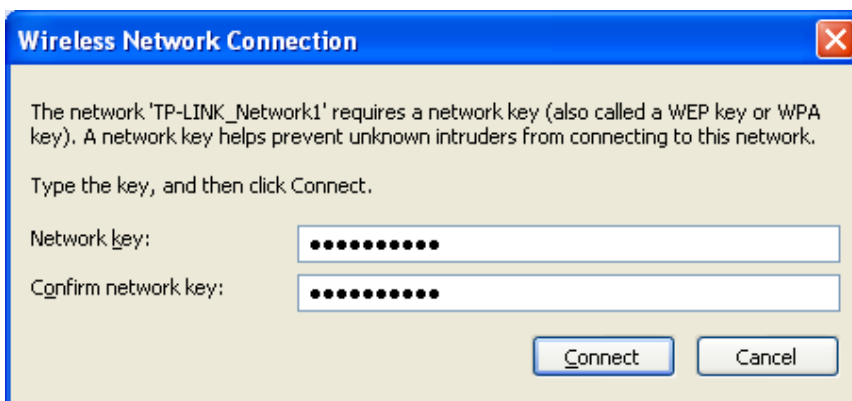 Wireless Network Connection
The network 'TP-LINK_Network1' requires a network key (also called a WEP key or WPA
key). A network key helps prevent unknown intruders from connecting to this network.
Type the key, and then click Connect.
Network key: ●●●●●●●●●●
Confirm network key: ●●●●●●●●●●
Connect Cancel